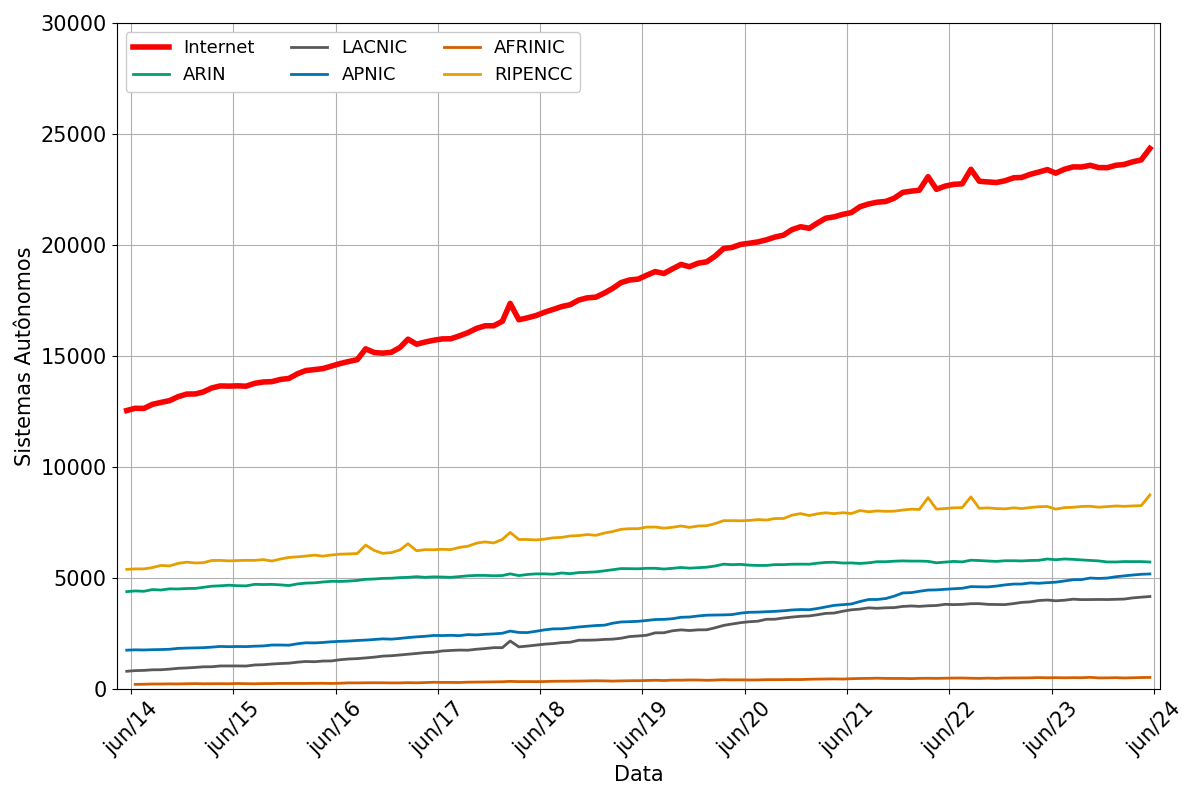 30000
25000
20000
15000
10000
5000
0
Sistemas Autônomos
Internet LACNIC AFRINIC
ARIN APNIC RIPENCC
jun/14 jun/15 jun/16 jun/17 jun/18 jun/19 jun/20 jun/21 jun/22 jun/23 jun/24
Data